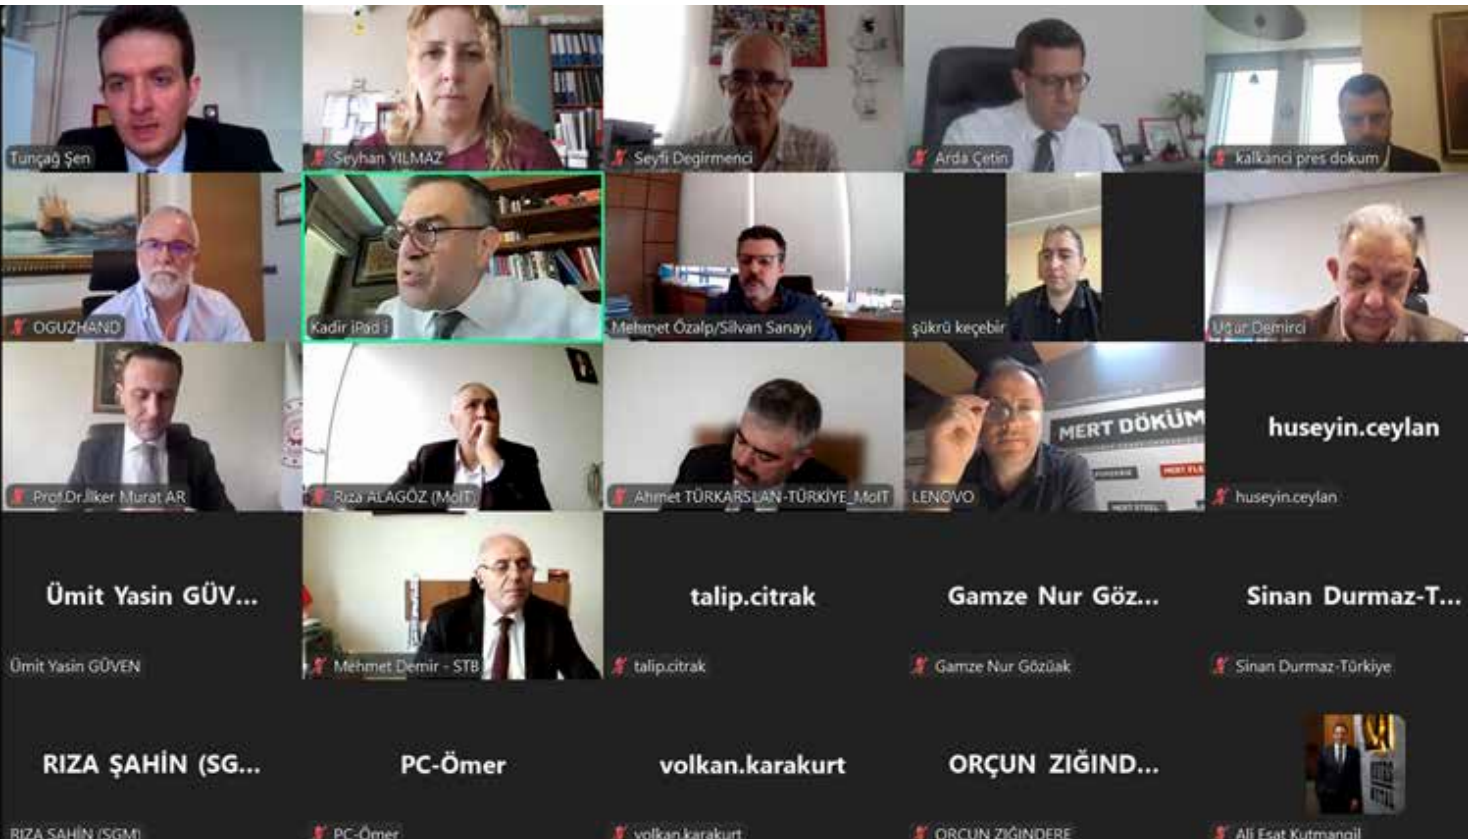 Tunçağ Şen
Seyhan YILMAZ
Seyfi Degirmenci
Arda Çetin
kalkanci pres dokum
OGUZHAND
Kadir iPad i
Mehmet Özalp/Silvan Sanayi
şükrü keçebir
Uğur Demirci
Prof.Dr.İlker Murat AR
Rıza ALAGÖZ (MoIT)
Ahmet TÜRKARSLAN-TÜRKİYE_MoIT
MERT DÖKÜM
LENOVO
huseyin.ceylan
huseyin.ceylan
Ümit Yasin GÜV...
Ümit Yasin GÜVEN
Mehmet Demir - STB
talip.citrak
talip.citrak
Gamze Nur Göz...
Gamze Nur Gözüak
Sinan Durmaz-T...
Sinan Durmaz-Türkiye
RIZA ŞAHİN (SG...
RIZA ŞAHİN (SGM)
PC-Ömer
PC-Ömer
volkan.karakurt
volkan.karakurt
ORÇUN ZIĞIND...
ORÇUN ZIĞINDERE
Ali Esat Kutmangil